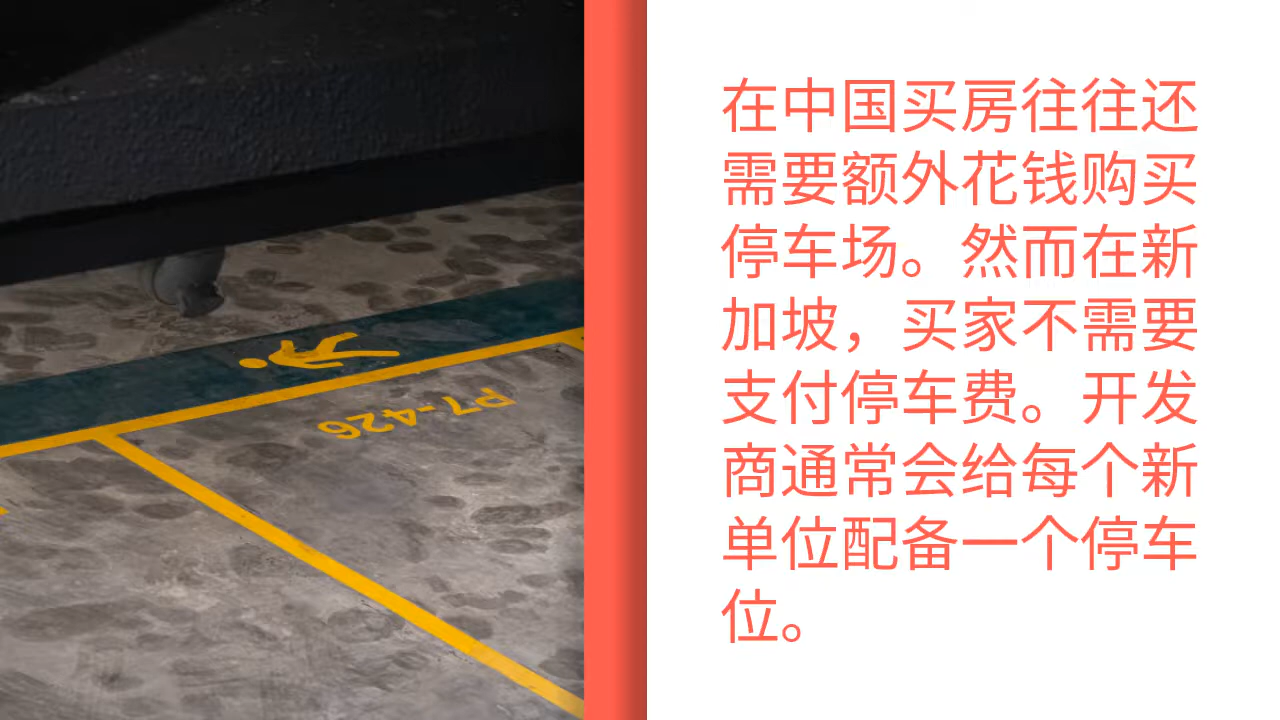 P7-426
在中国买房往往还
需要额外花钱购买
停车场。然而在新
加坡，买家不需要
支付停车费。开发
商通常会给每个新
单位配备一个停车
位。